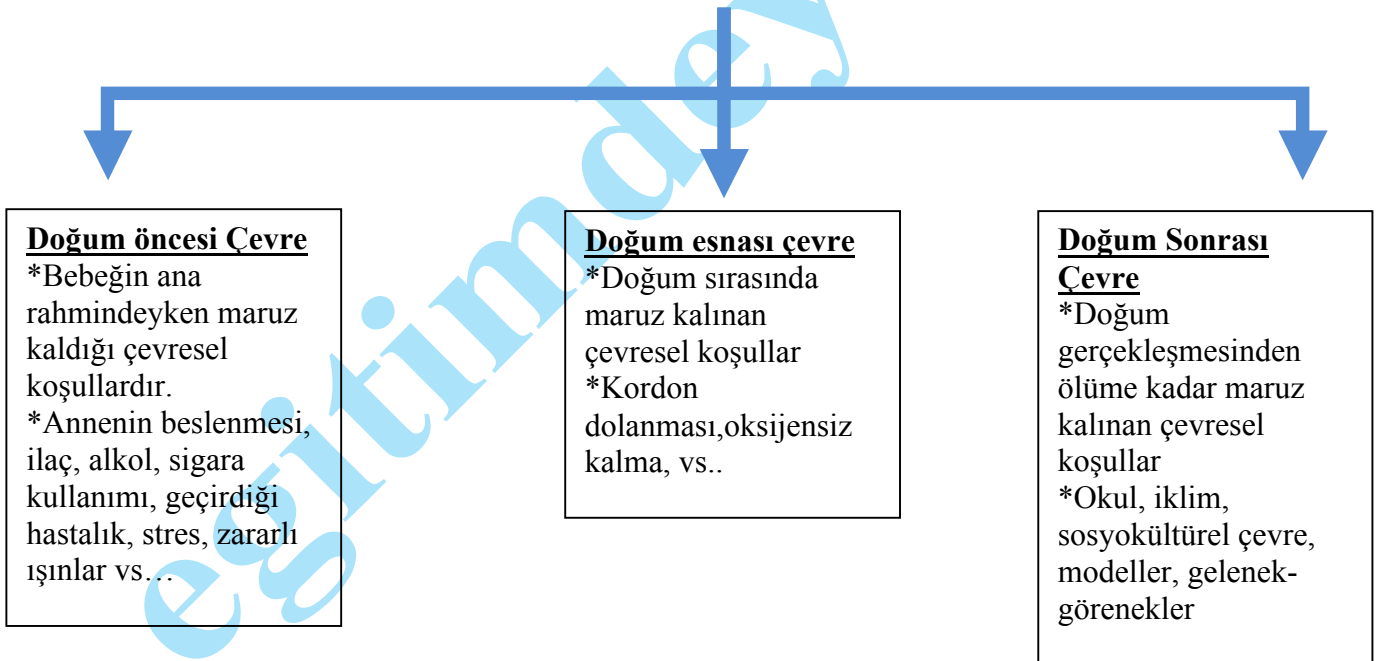 Doğum öncesi Çevre
*Bebeğin ana
rahmindeyken maruz
kaldığı çevresel
koşullardır.
*Annenin beslenmesi,
ilaç, alkol, sigara
kullanımı, geçirdiği
hastalık, stres, zararlı
ışınlar vs…
Doğum esnası çevre
*Doğum sırasında
maruz kalınan
çevresel koşullar
*Kordon
dolanması,oksijensiz
kalma, vs..
Doğum Sonrası
Çevre
*Doğum
gerçekleşmesinden
ölüme kadar maruz
kalınan çevresel
koşullar
*Okul, iklim,
sosyokültürel çevre,
modeller, gelenek-
görenekler
egitimdey